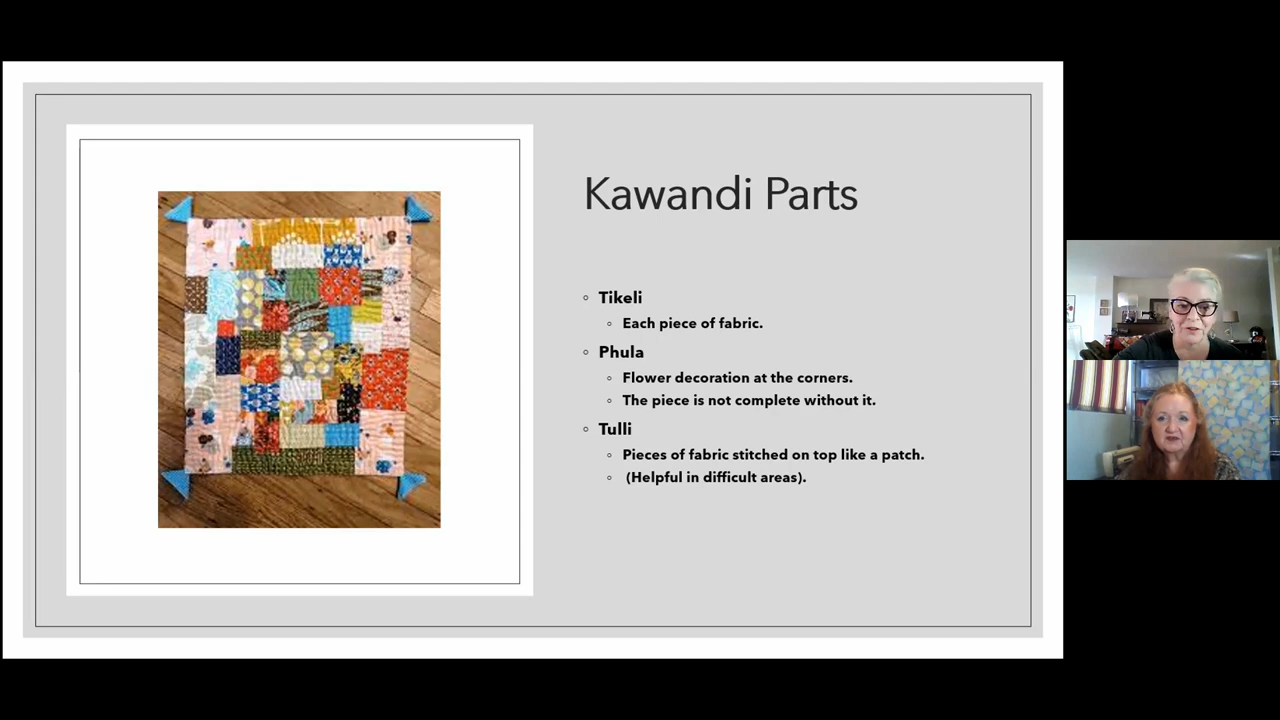 Kawandi Parts
Tikeli
Each piece of fabric.
Phula
Flower decoration at the corners.
The piece is not complete without it.
Tulli
Pieces of fabric stitched on top like a patch.
(Helpful in difficult areas).